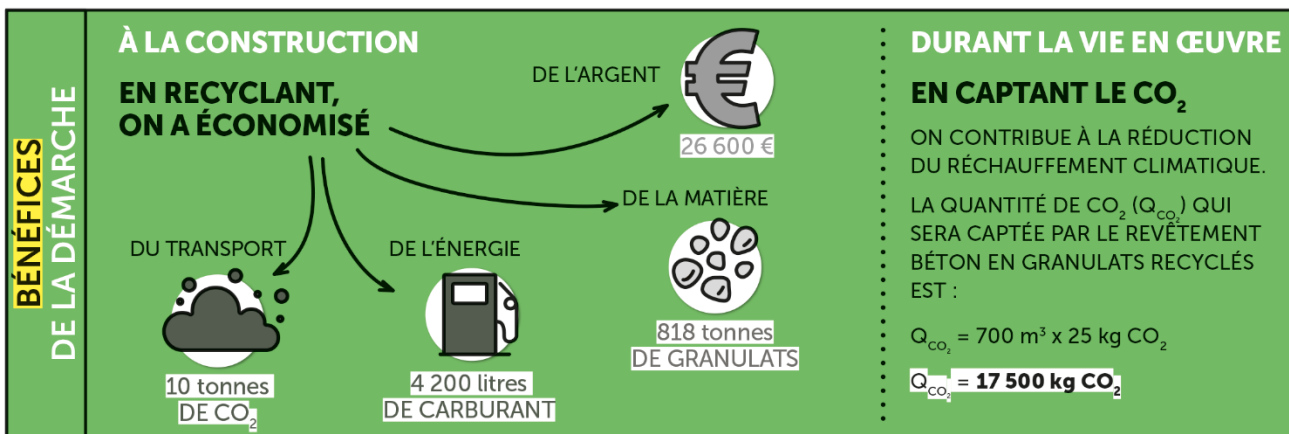 BÉNÉFICES
DE LA DÉMARCHE
À LA CONSTRUCTION
EN RECYCLANT,
ON A ÉCONOMISÉ
DE L’ARGENT
26 600 €
DE LA MATIÈRE
818 tonnes
DE GRANULATS
DU TRANSPORT
10 tonnes
DE CO₂
DE L’ÉNERGIE
4 200 litres
DE CARBURANT
DURANT LA VIE EN ŒUVRE
EN CAPTANT LE CO₂
ON CONTRIBUE À LA RÉDUCTION
DU RÉCHAUFFEMENT CLIMATIQUE.
LA QUANTITÉ DE CO₂ (Q_CO₂) QUI
SERA CAPTÉE PAR LE REVÊTEMENT
BÉTON EN GRANULATS RECYCLÉS
EST :
Q_CO₂ = 700 m³ x 25 kg CO₂
Q_CO₂ = 17 500 kg CO₂